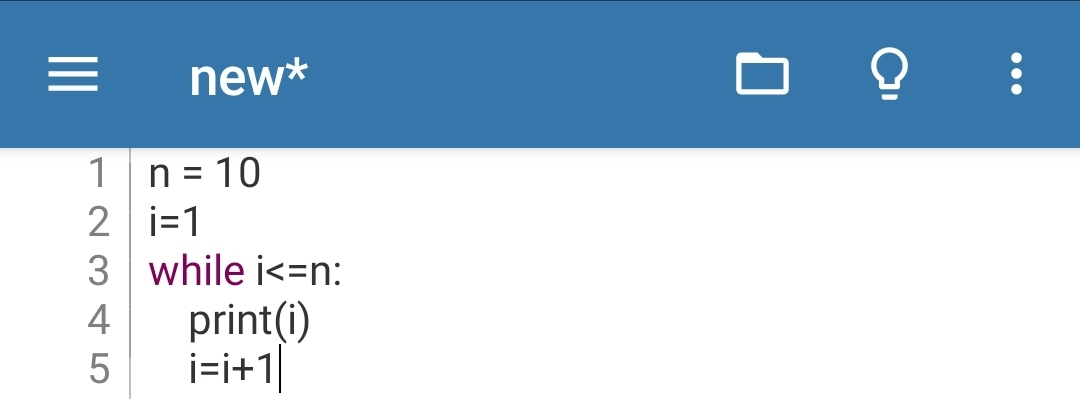 new*
1 n = 10
2 i=1
3 while i<=n:
4     print(i)
5     i=i+1